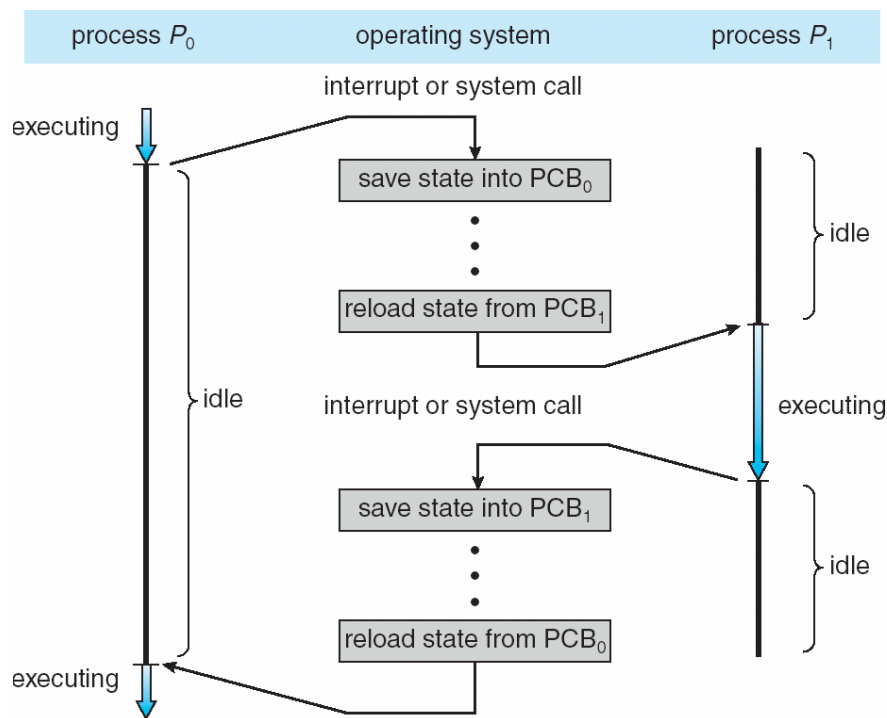 process P₀ operating system process P₁
interrupt or system call
executing
save state into PCB₀
idle
reload state from PCB₁
idle
interrupt or system call
executing
save state into PCB₁
idle
reload state from PCB₀
executing